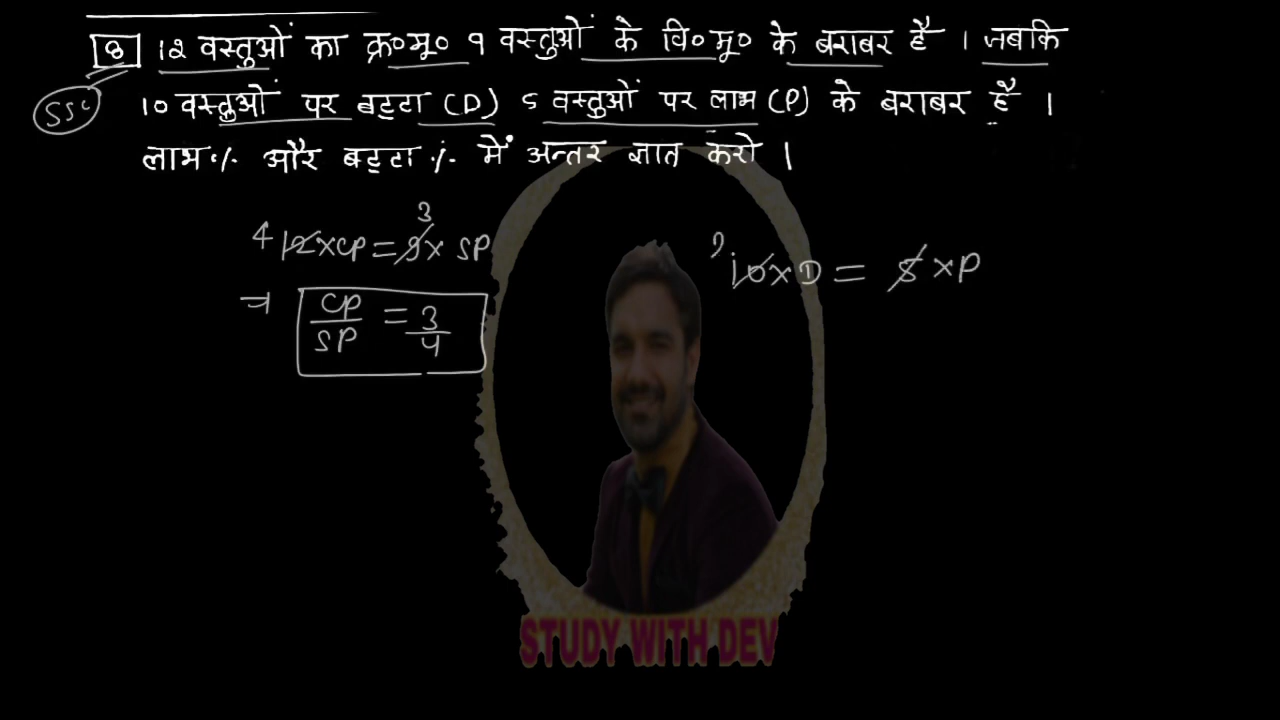 Q 12 वस्तुओं का क्र०मू० 9 वस्तुओं के वि०मू० के बराबर है । जबकि
SSC
10 वस्तुओं पर बट्टा (D) 5 वस्तुओं पर लाभ (P) के बराबर है ।
लाभ% और बट्टा% में अन्तर ज्ञात करो ।
4 12×CP = 9× SP 3
2 10×D = 5×P
⇒ CP/SP = 3/4
STUDY WITH DEV